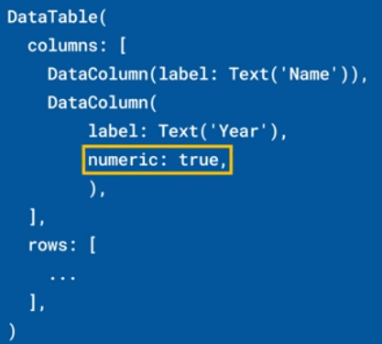 DataTable(
  columns: [
    DataColumn(label: Text('Name')),
    DataColumn(
        label: Text('Year'),
        numeric: true,
        ),
  ],
  rows: [
    ...
  ],
)